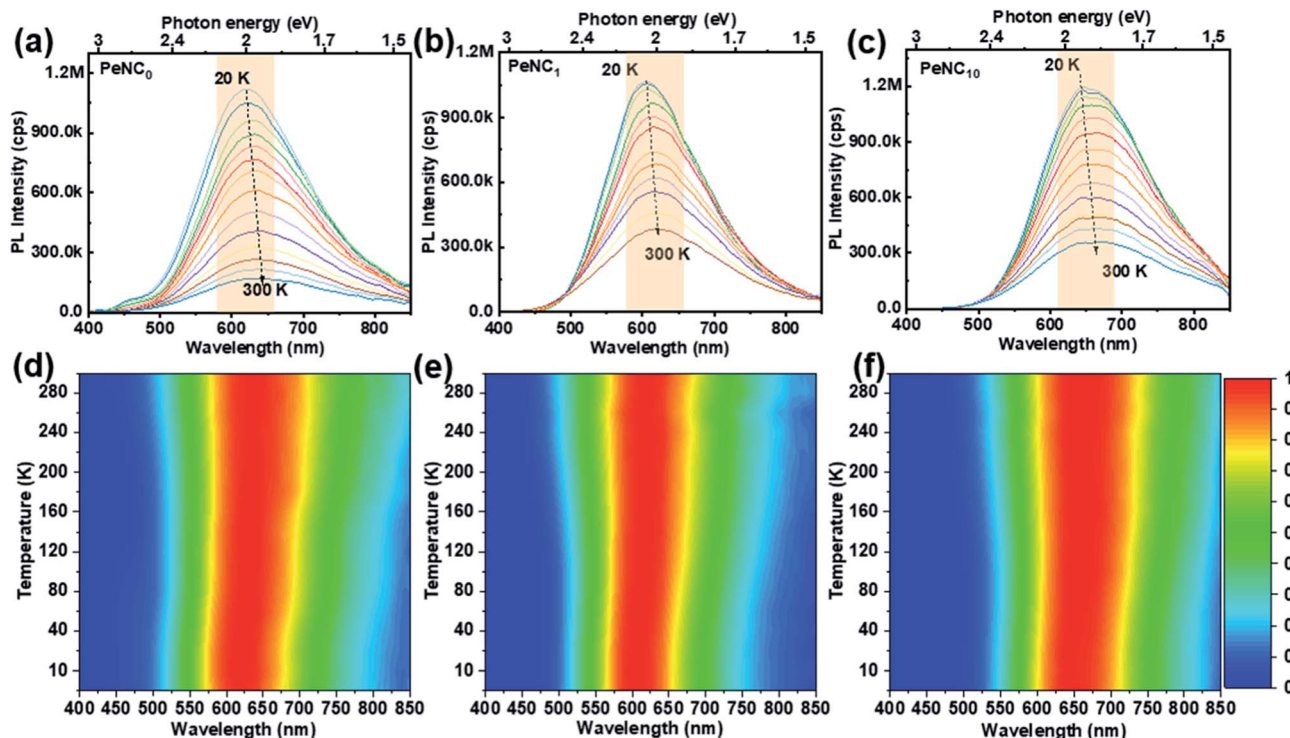 Photon energy (eV)
3 2.4 2 1.7 1.5
(a)
PeNC0
1.2M
900.0k
600.0k
300.0k
0.0
PL Intensity (cps)
20 K
300 K
400 500 600 700 800
Wavelength (nm)
Photon energy (eV)
3 2.4 2 1.7 1.5
(b)
PeNC1
1.2M
900.0k
600.0k
300.0k
0.0
PL Intensity (cps)
20 K
300 K
400 500 600 700 800
Wavelength (nm)
Photon energy (eV)
3 2.4 2 1.7 1.5
(c)
PeNC10
1.2M
900.0k
600.0k
300.0k
0.0
PL Intensity (cps)
20 K
300 K
400 500 600 700 800
Wavelength (nm)
(d)
280
240
200
160
120
80
40
10
Temperature (K)
400 450 500 550 600 650 700 750 800 850
Wavelength (nm)
(e)
280
240
200
160
120
80
40
10
Temperature (K)
400 450 500 550 600 650 700 750 800 850
Wavelength (nm)
(f)
280
240
200
160
120
80
40
10
Temperature (K)
400 450 500 550 600 650 700 750 800 850
Wavelength (nm)